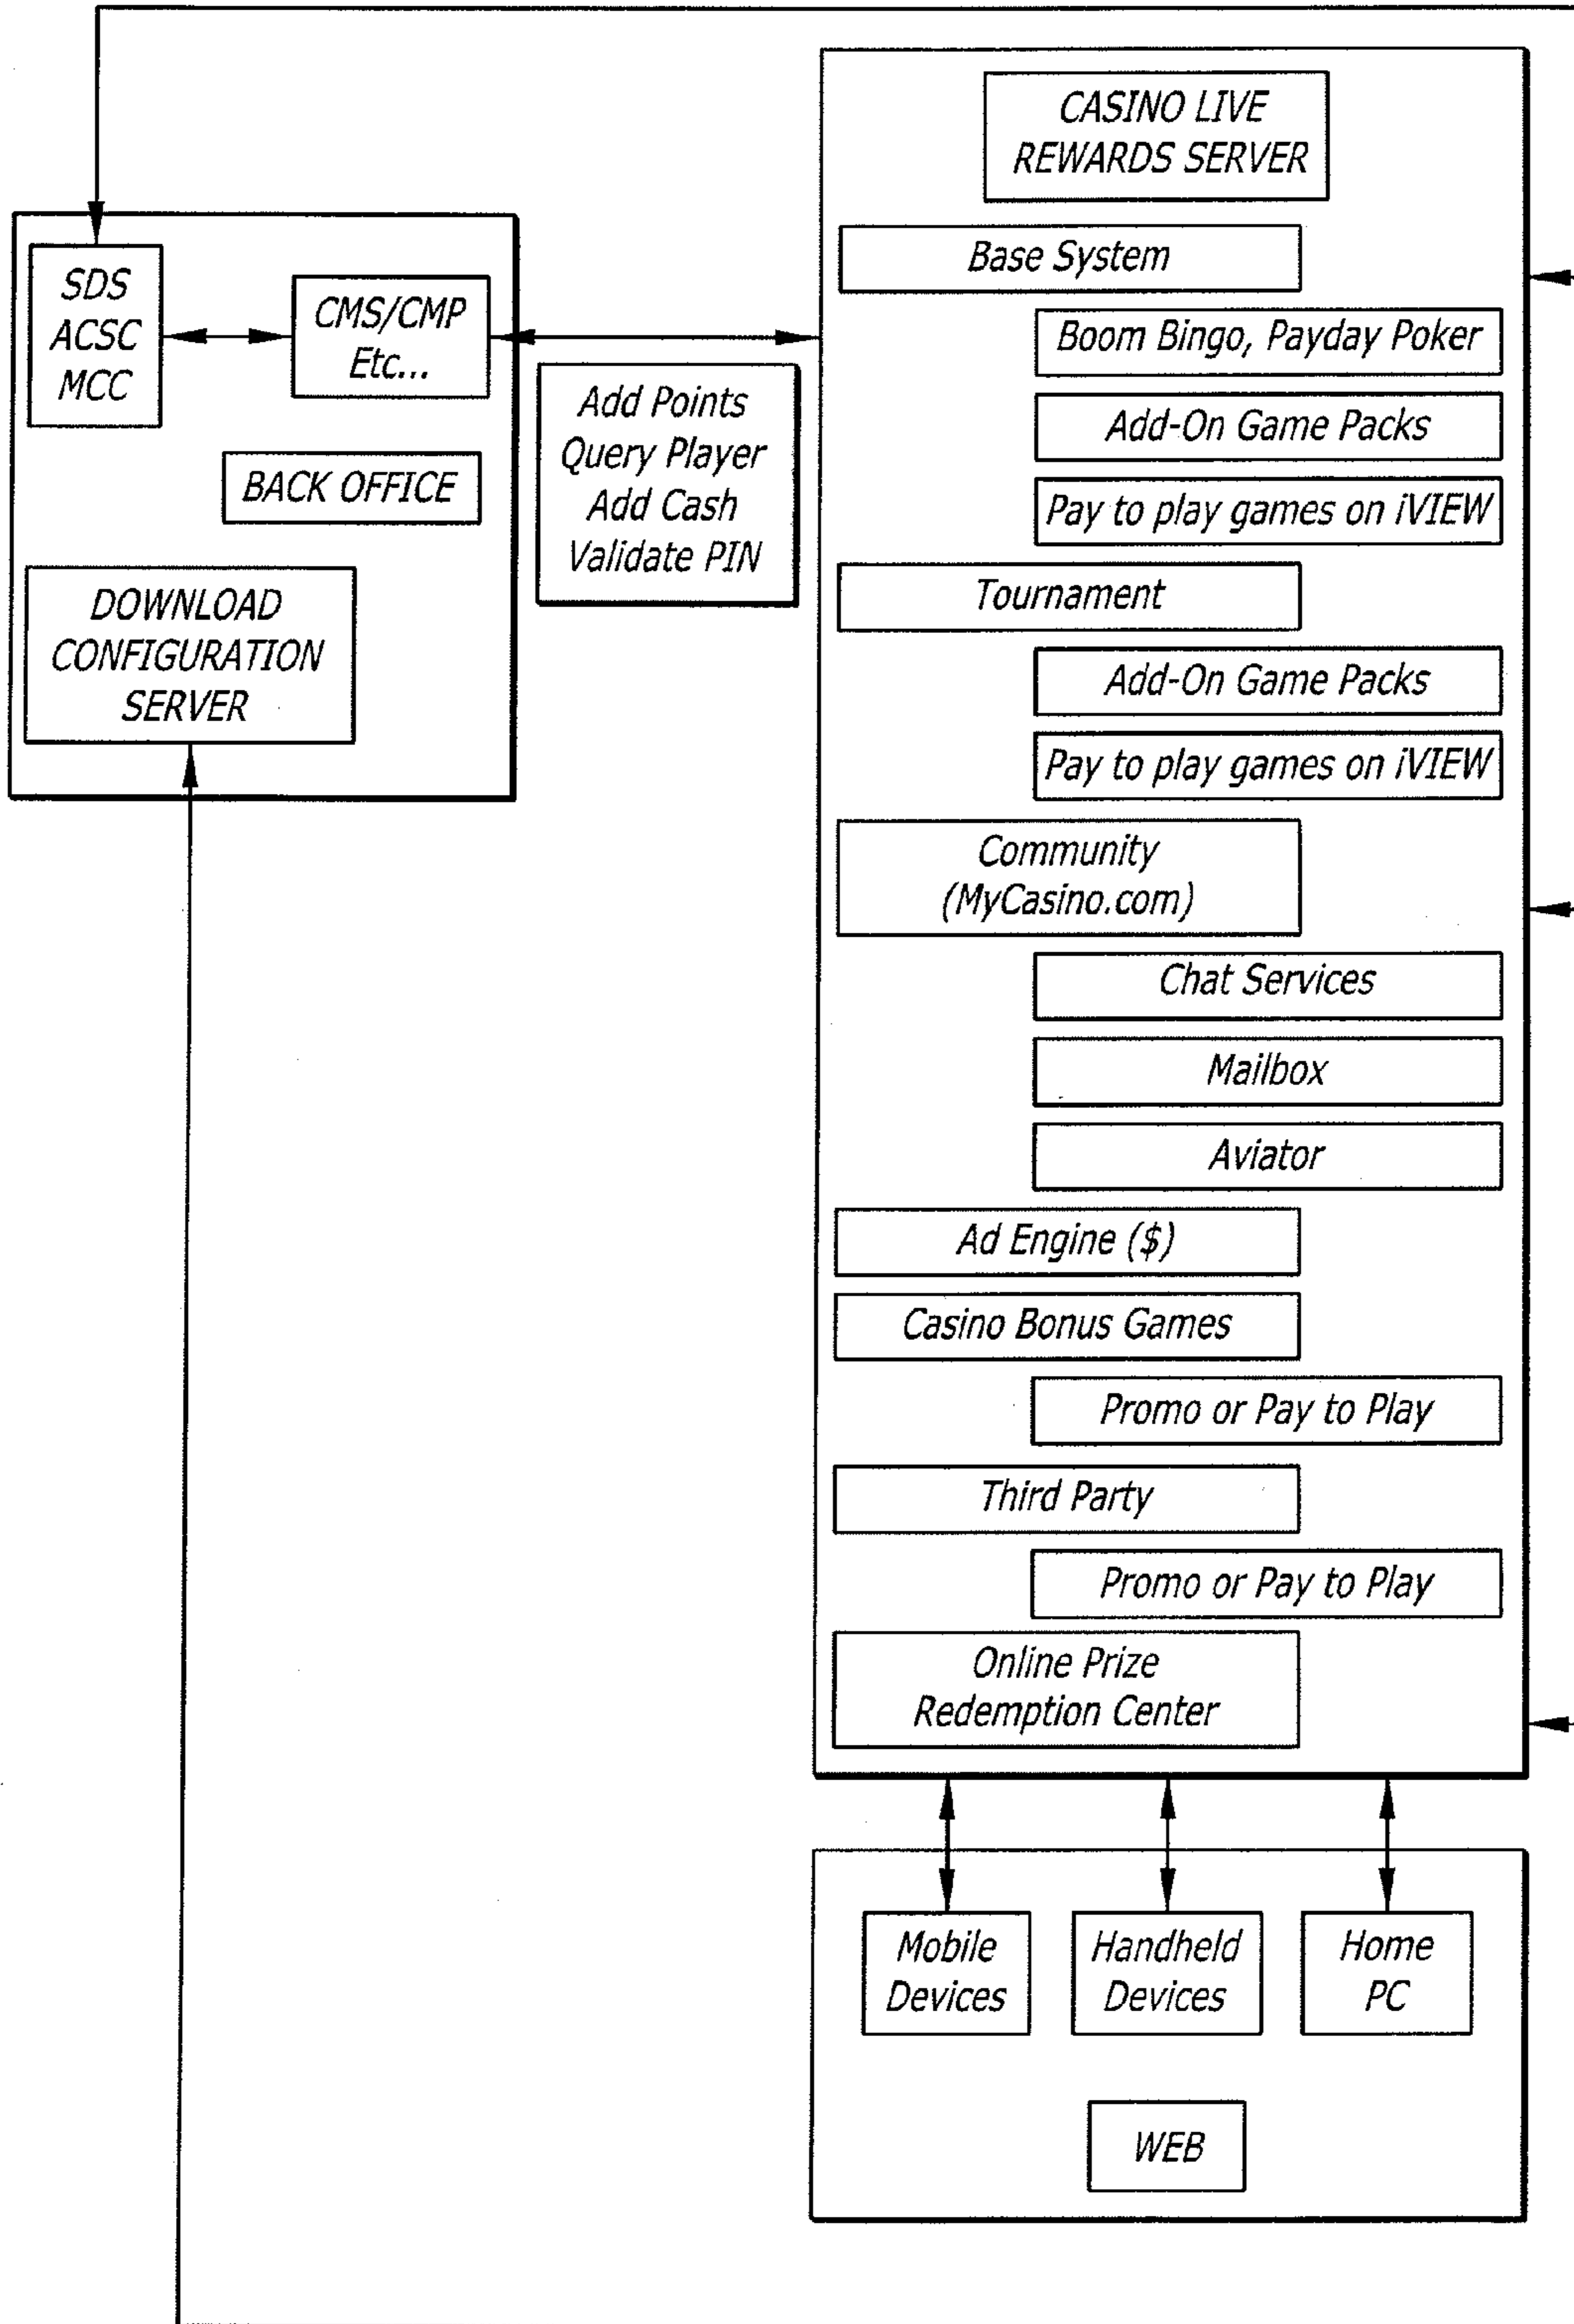 CASINO LIVE
REWARDS SERVER
Base System
Boom Bingo, Payday Poker
Add-On Game Packs
Pay to play games on iVIEW
Tournament
Add-On Game Packs
Pay to play games on iVIEW
Community
(MyCasino.com)
Chat Services
Mailbox
Aviator
Ad Engine ($)
Casino Bonus Games
Promo or Pay to Play
Third Party
Promo or Pay to Play
Online Prize
Redemption Center
SDS
ACSC
MCC
CMS/CMP
Etc...
BACK OFFICE
DOWNLOAD
CONFIGURATION
SERVER
Add Points
Query Player
Add Cash
Validate PIN
Mobile
Devices
Handheld
Devices
Home
PC
WEB